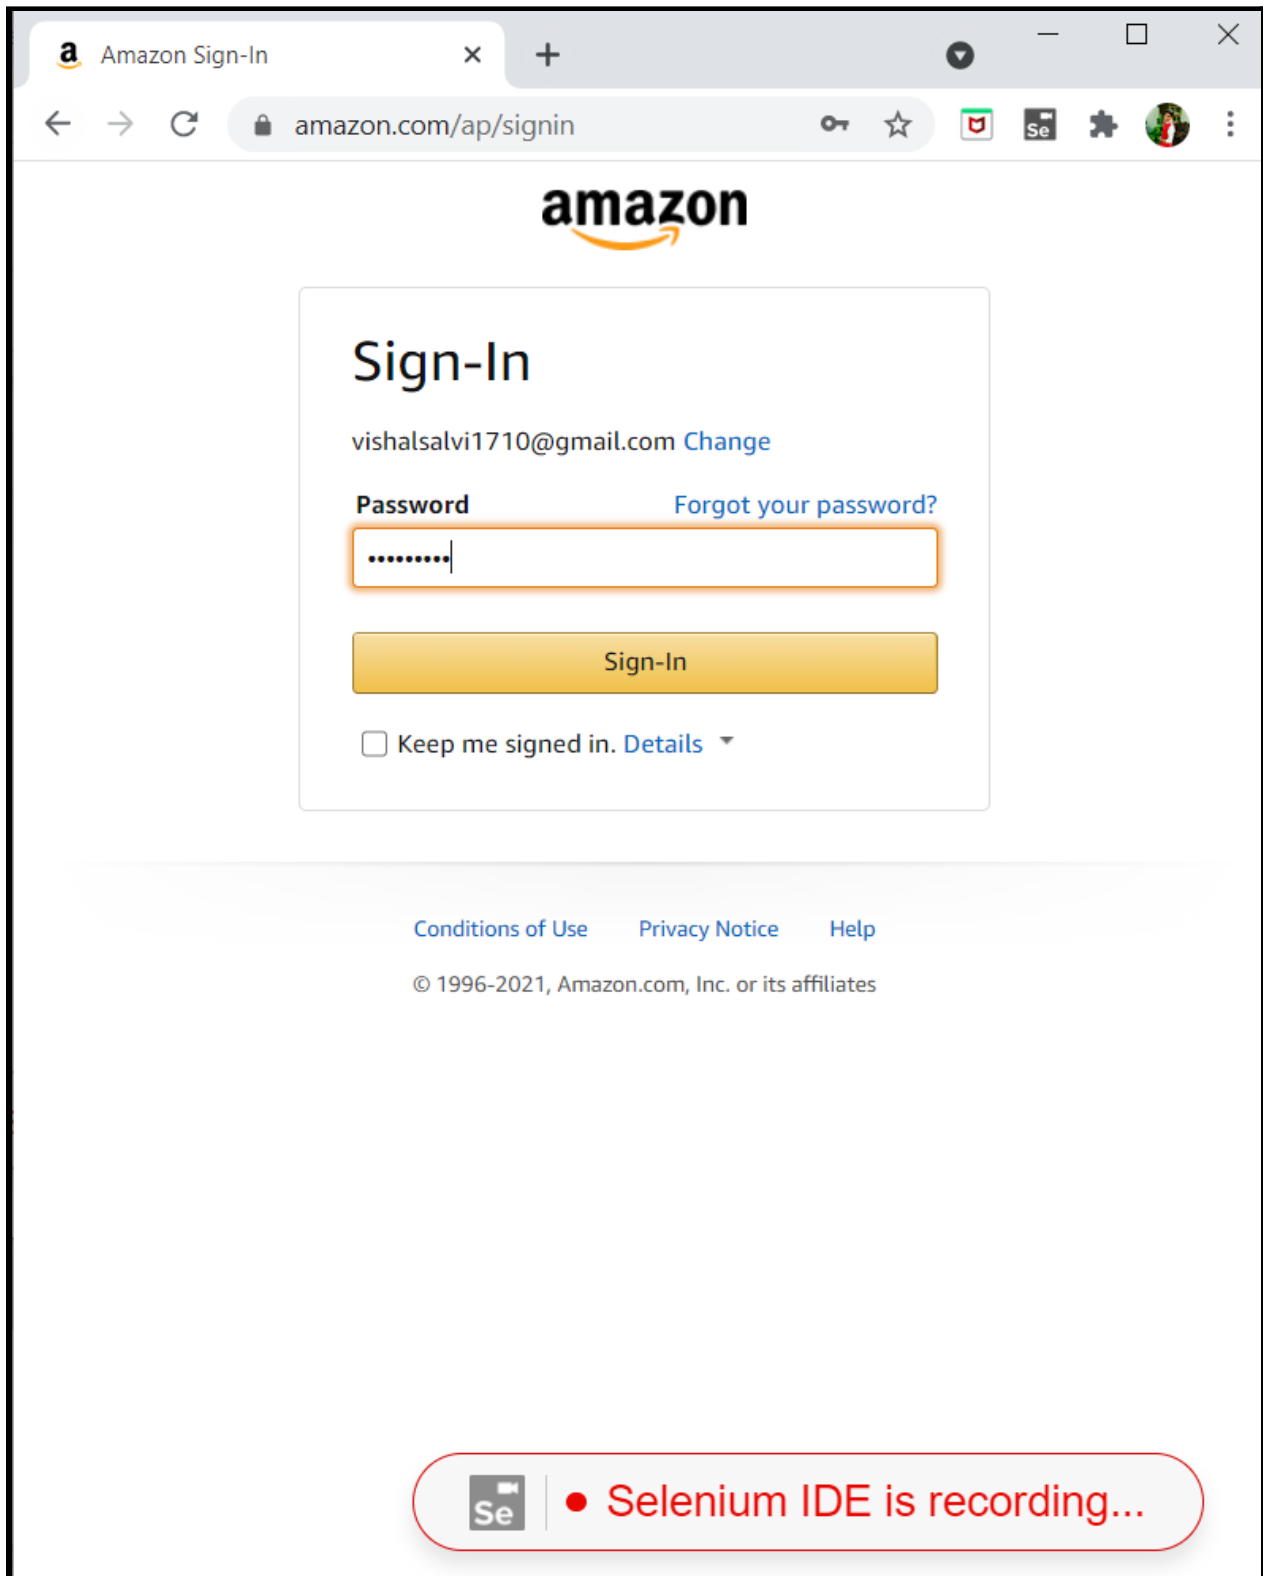 a Amazon Sign-In
amazon.com/ap/signin
Se
amazon
Sign-In
vishalsalvi1710@gmail.com Change
Password Forgot your password?
•••••••••
Sign-In
Keep me signed in. Details
Conditions of Use Privacy Notice Help
© 1996-2021, Amazon.com, Inc. or its affiliates
Se Selenium IDE is recording...